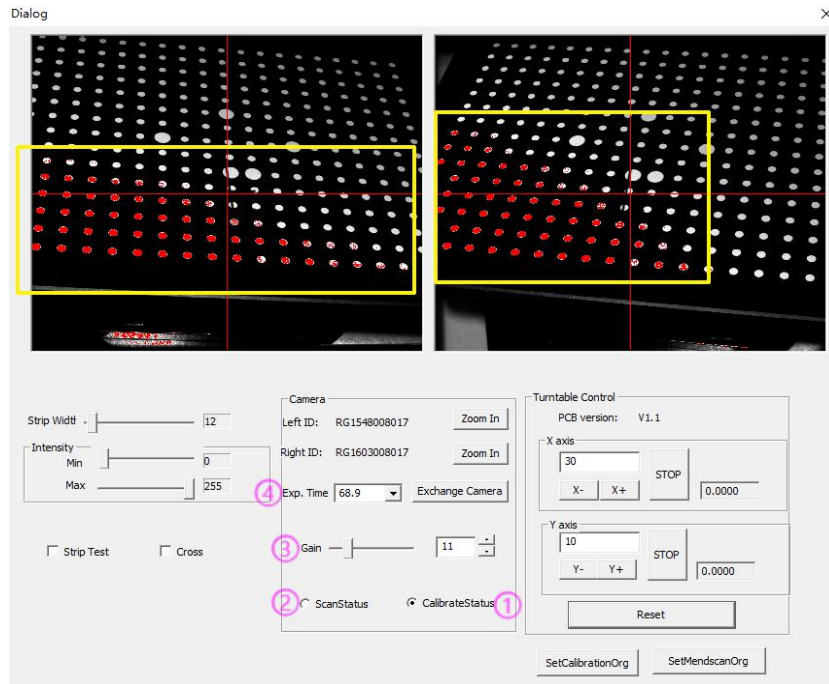 Dialog
Strip Width
12
Intensity
Min
0
Max
255
Strip Test
Cross
Camera
Left ID: RG1548008017
Zoom In
Right ID: RG1603008017
Zoom In
④ Exp. Time 68.9
Exchange Camera
③ Gain
11
② ScanStatus
CalibrateStatus ①
Turntable Control
PCB version: V1.1
X axis
30
X- X+
STOP
0.0000
Y axis
10
Y- Y+
STOP
0.0000
Reset
SetCalibrationOrg
SetMendscanOrg